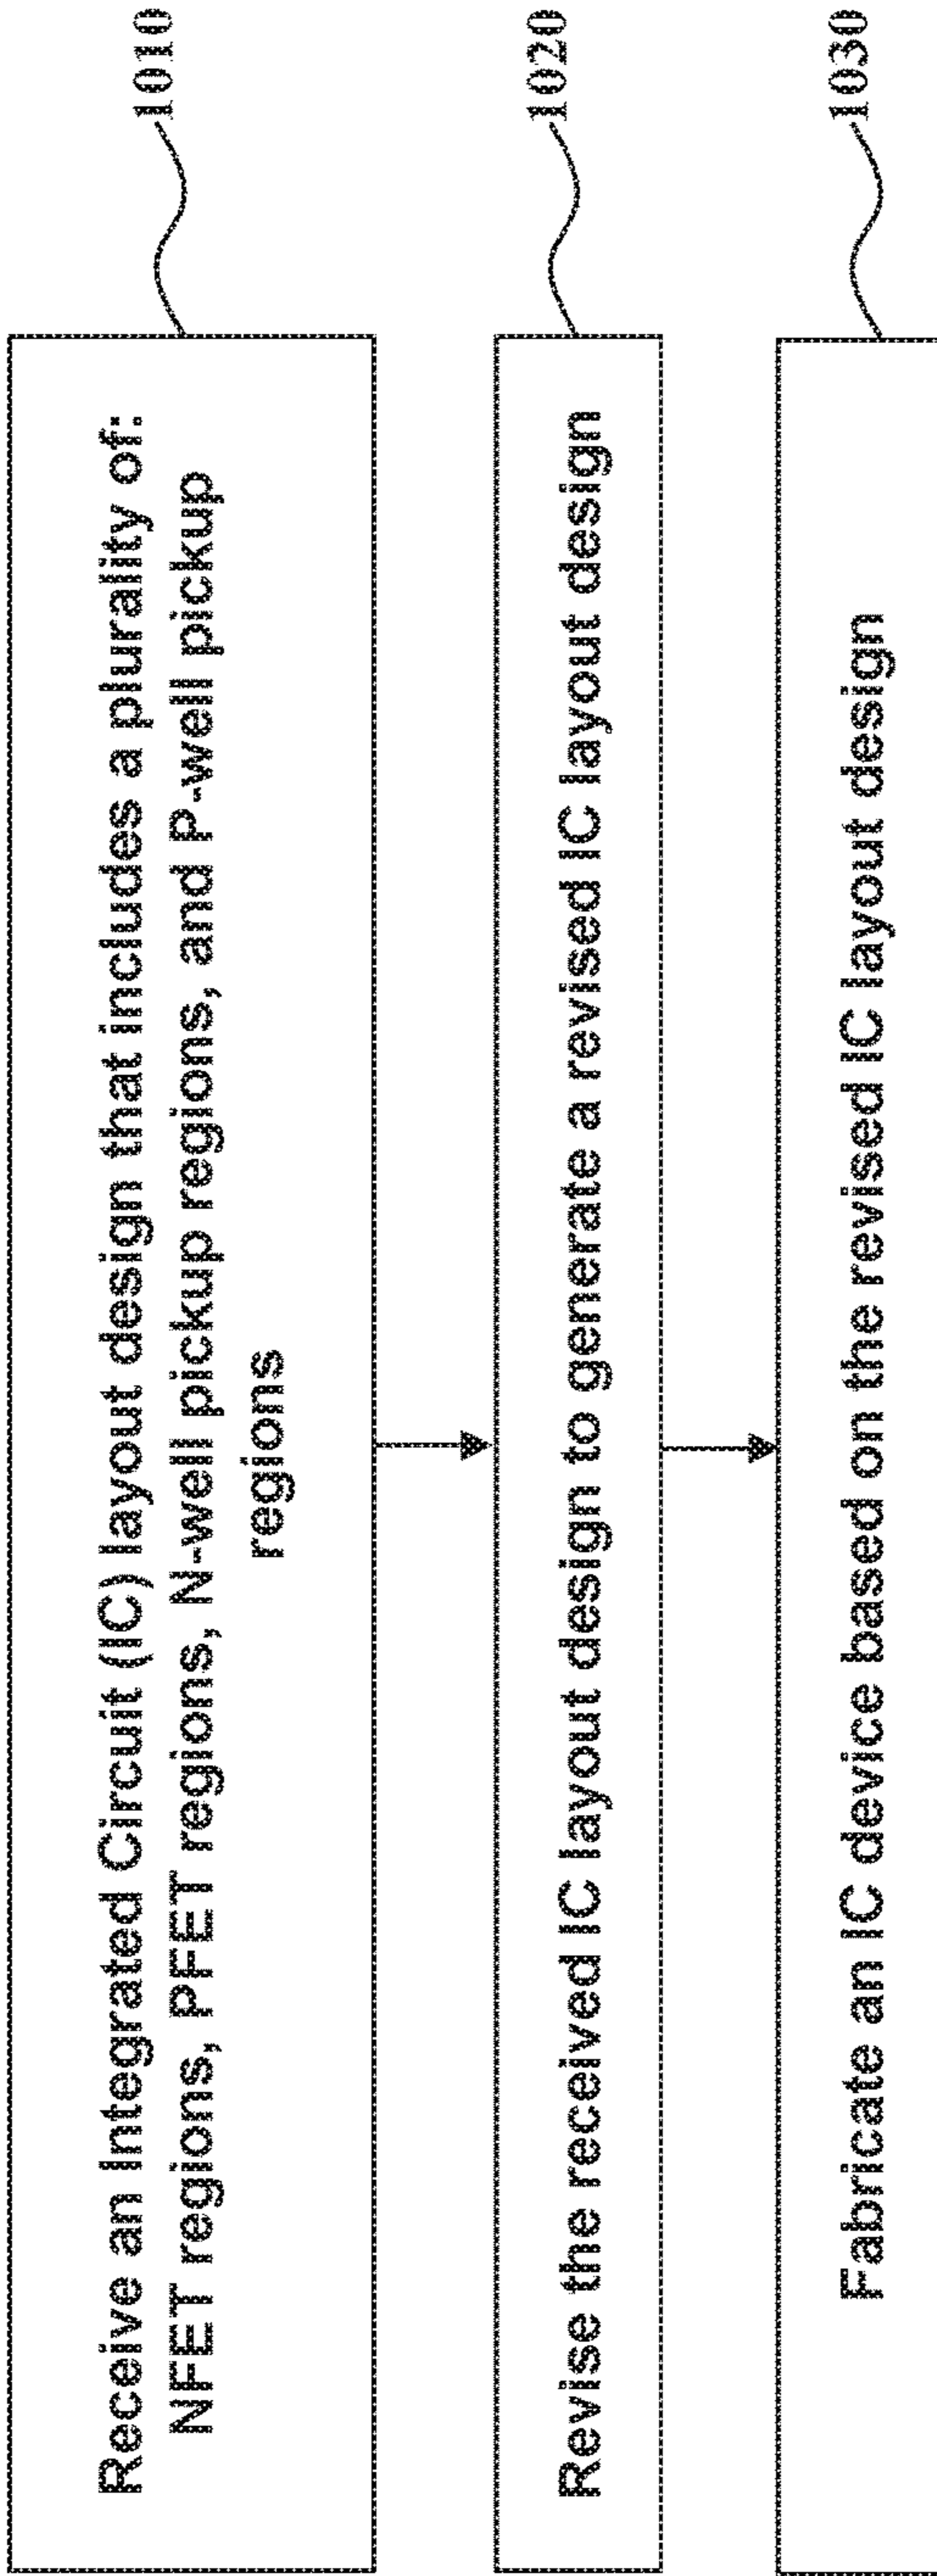 Receive an Integrated Circuit (IC) layout design that includes a plurality of:
NFET regions, PFET regions, N-well pickup regions, and P-well pickup
regions
1010
Revise the received IC layout design to generate a revised IC layout design
1020
Fabricate an IC device based on the revised IC layout design
1030